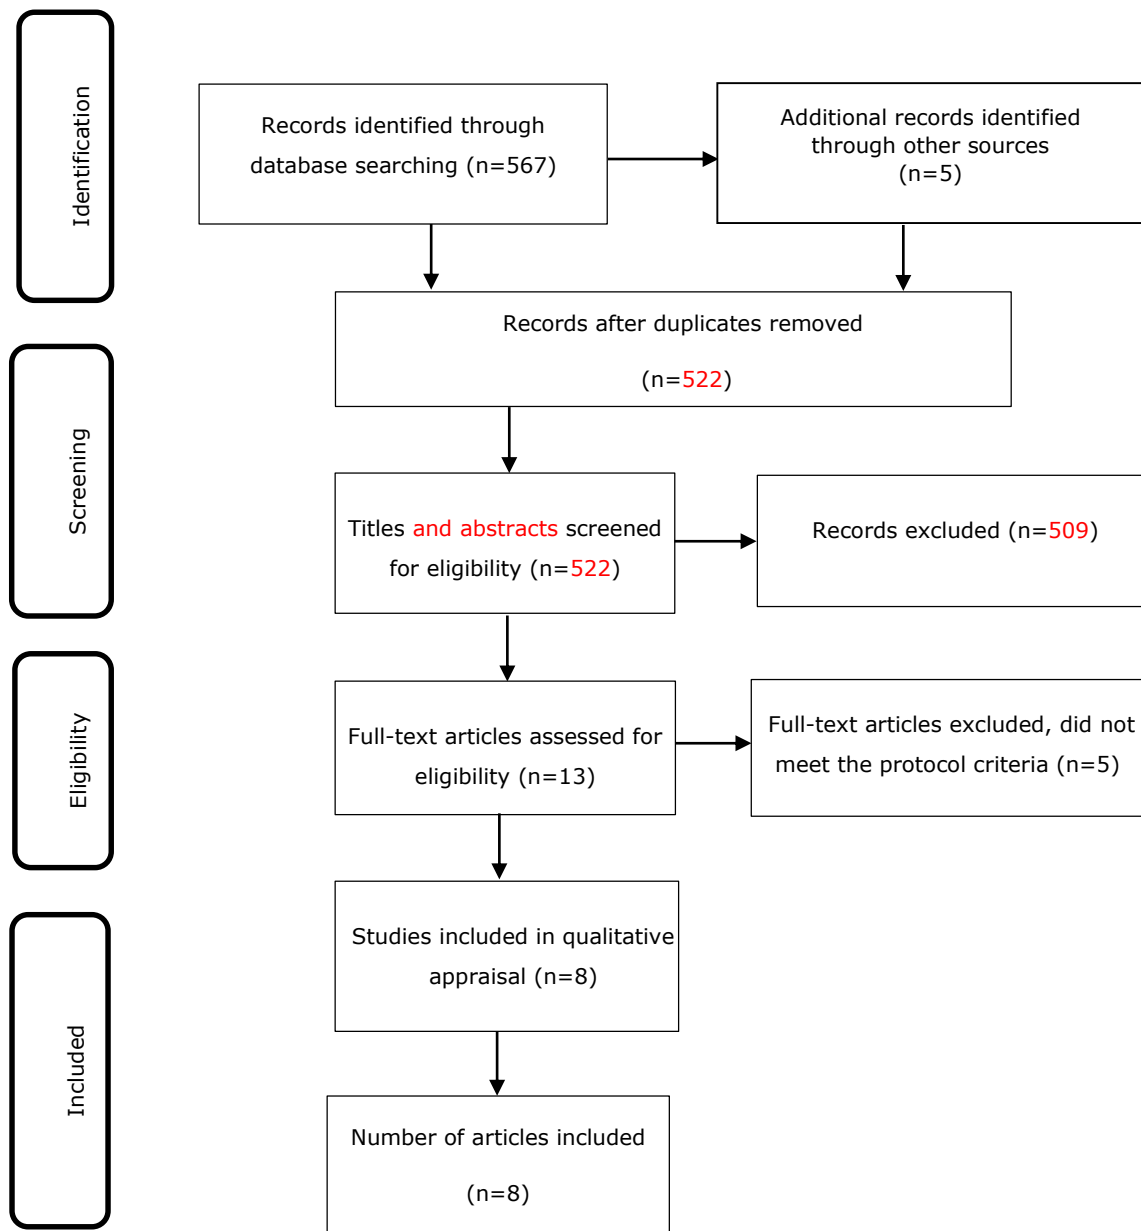 Identification
Records identified through
database searching (n=567)
Additional records identified
through other sources
(n=5)
Records after duplicates removed
(n=522)
Screening
Titles and abstracts screened
for eligibility (n=522)
Records excluded (n=509)
Eligibility
Full-text articles assessed for
eligibility (n=13)
Full-text articles excluded, did not
meet the protocol criteria (n=5)
Included
Studies included in qualitative
appraisal (n=8)
Number of articles included
(n=8)